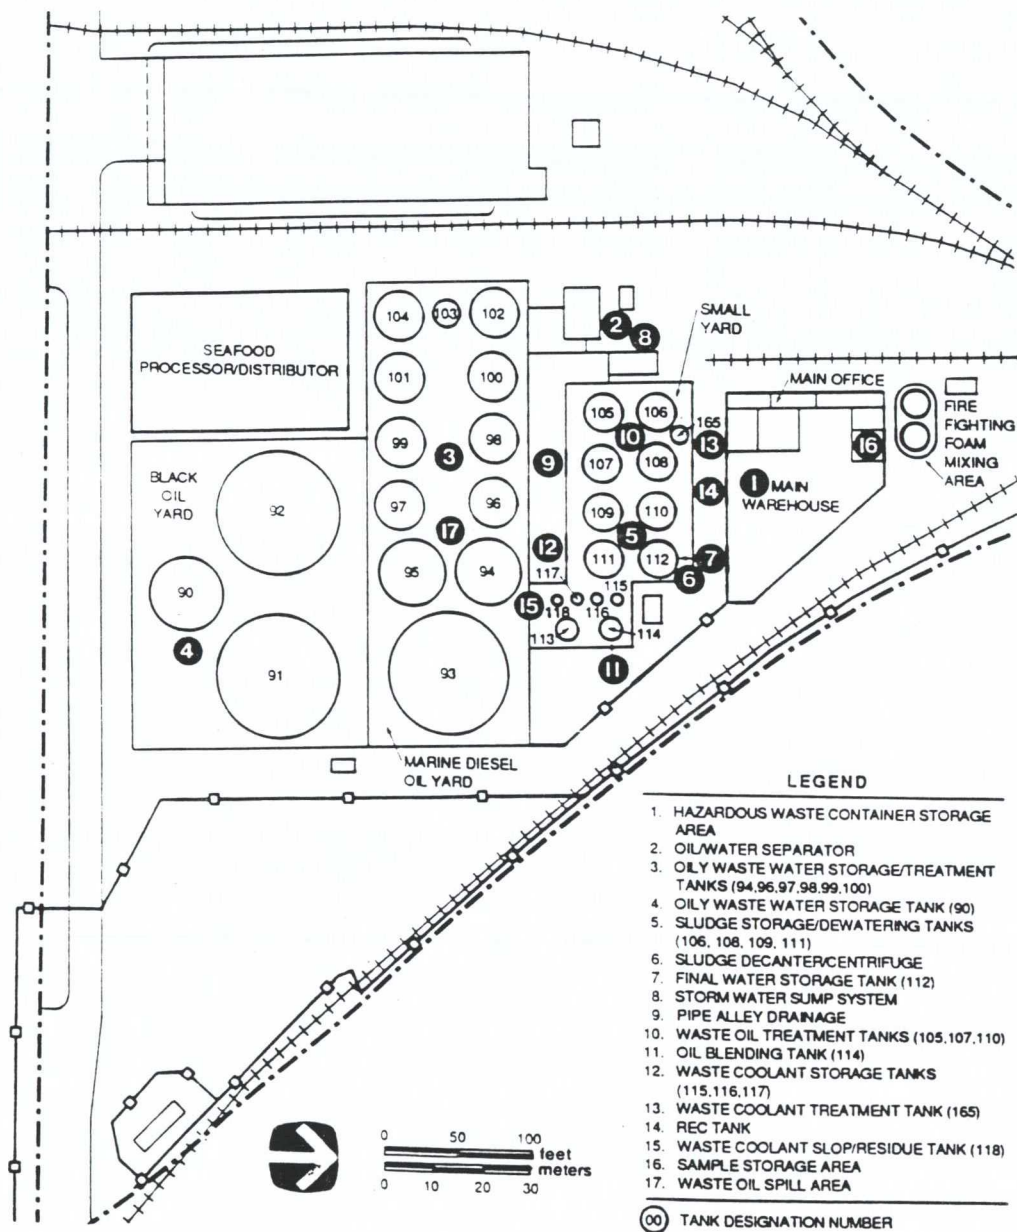 104
103
102
2
8
SMALL
YARD
SEAFOOD
PROCESSOR/DISTRIBUTOR
101
100
MAIN OFFICE
105
106
165
FIRE
FIGHTING
FOAM
MIXING
AREA
99
98
10
13
16
3
9
107
108
BLACK
OIL
YARD
92
14
1 MAIN
WAREHOUSE
97
96
109
110
17
5
12
95
94
111
112
7
6
117
115
90
15
118
116
113
114
4
91
93
11
MARINE DIESEL
OIL YARD
LEGEND
1. HAZARDOUS WASTE CONTAINER STORAGE
AREA
2. OIL/WATER SEPARATOR
3. OILY WASTE WATER STORAGE/TREATMENT
TANKS (94,96,97,98,99,100)
4. OILY WASTE WATER STORAGE TANK (90)
5. SLUDGE STORAGE/DEWATERING TANKS
(106, 108, 109, 111)
6. SLUDGE DECANTER/CENTRIFUGE
7. FINAL WATER STORAGE TANK (112)
8. STORM WATER SUMP SYSTEM
9. PIPE ALLEY DRAINAGE
10. WASTE OIL TREATMENT TANKS (105,107,110)
11. OIL BLENDING TANK (114)
12. WASTE COOLANT STORAGE TANKS
(115,116,117)
13. WASTE COOLANT TREATMENT TANK (165)
14. REC TANK
15. WASTE COOLANT SLOP/RESIDUE TANK (118)
16. SAMPLE STORAGE AREA
17. WASTE OIL SPILL AREA
00 TANK DESIGNATION NUMBER
0 50 100
feet
meters
0 10 20 30